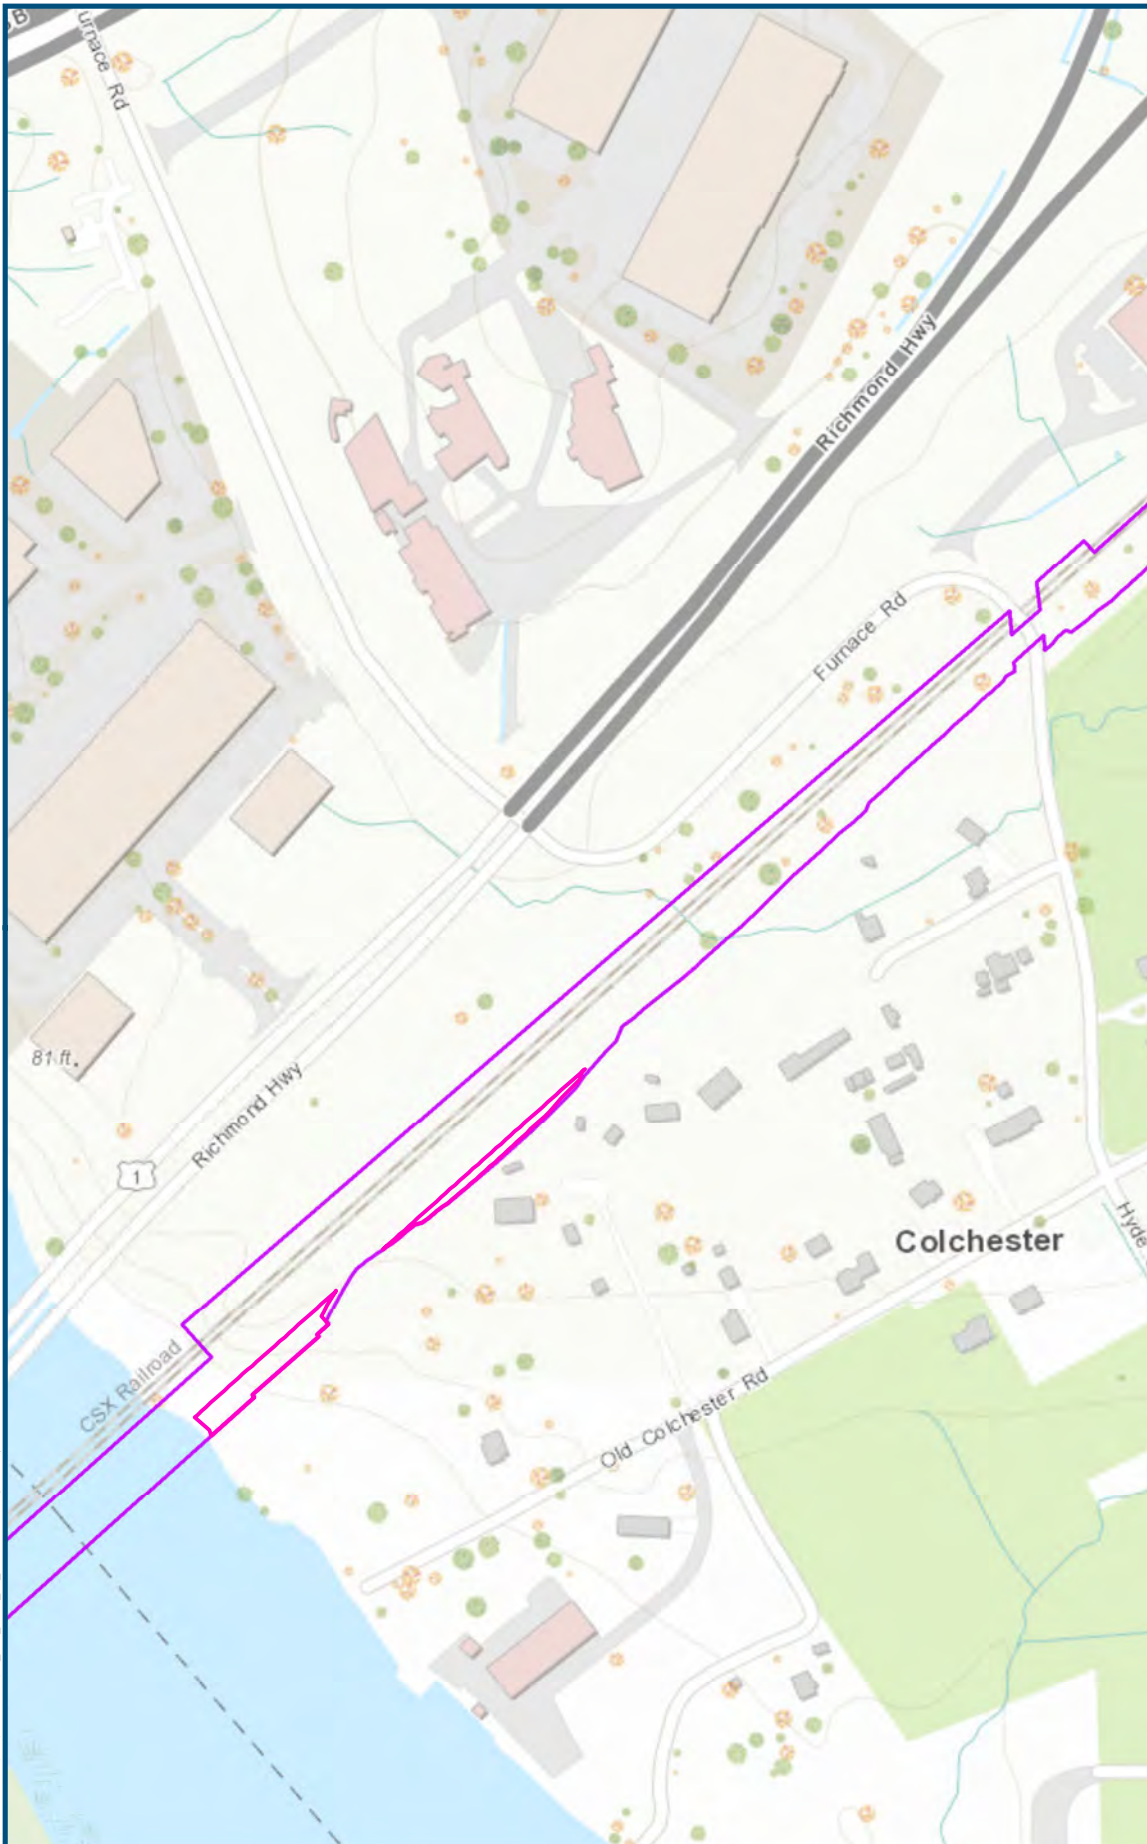 urnace Rd
Richmond Hwy
Furnace Rd
81 ft.
Richmond Hwy
1
Colchester
Hyde
CSX Railroad
Old Colchester Rd